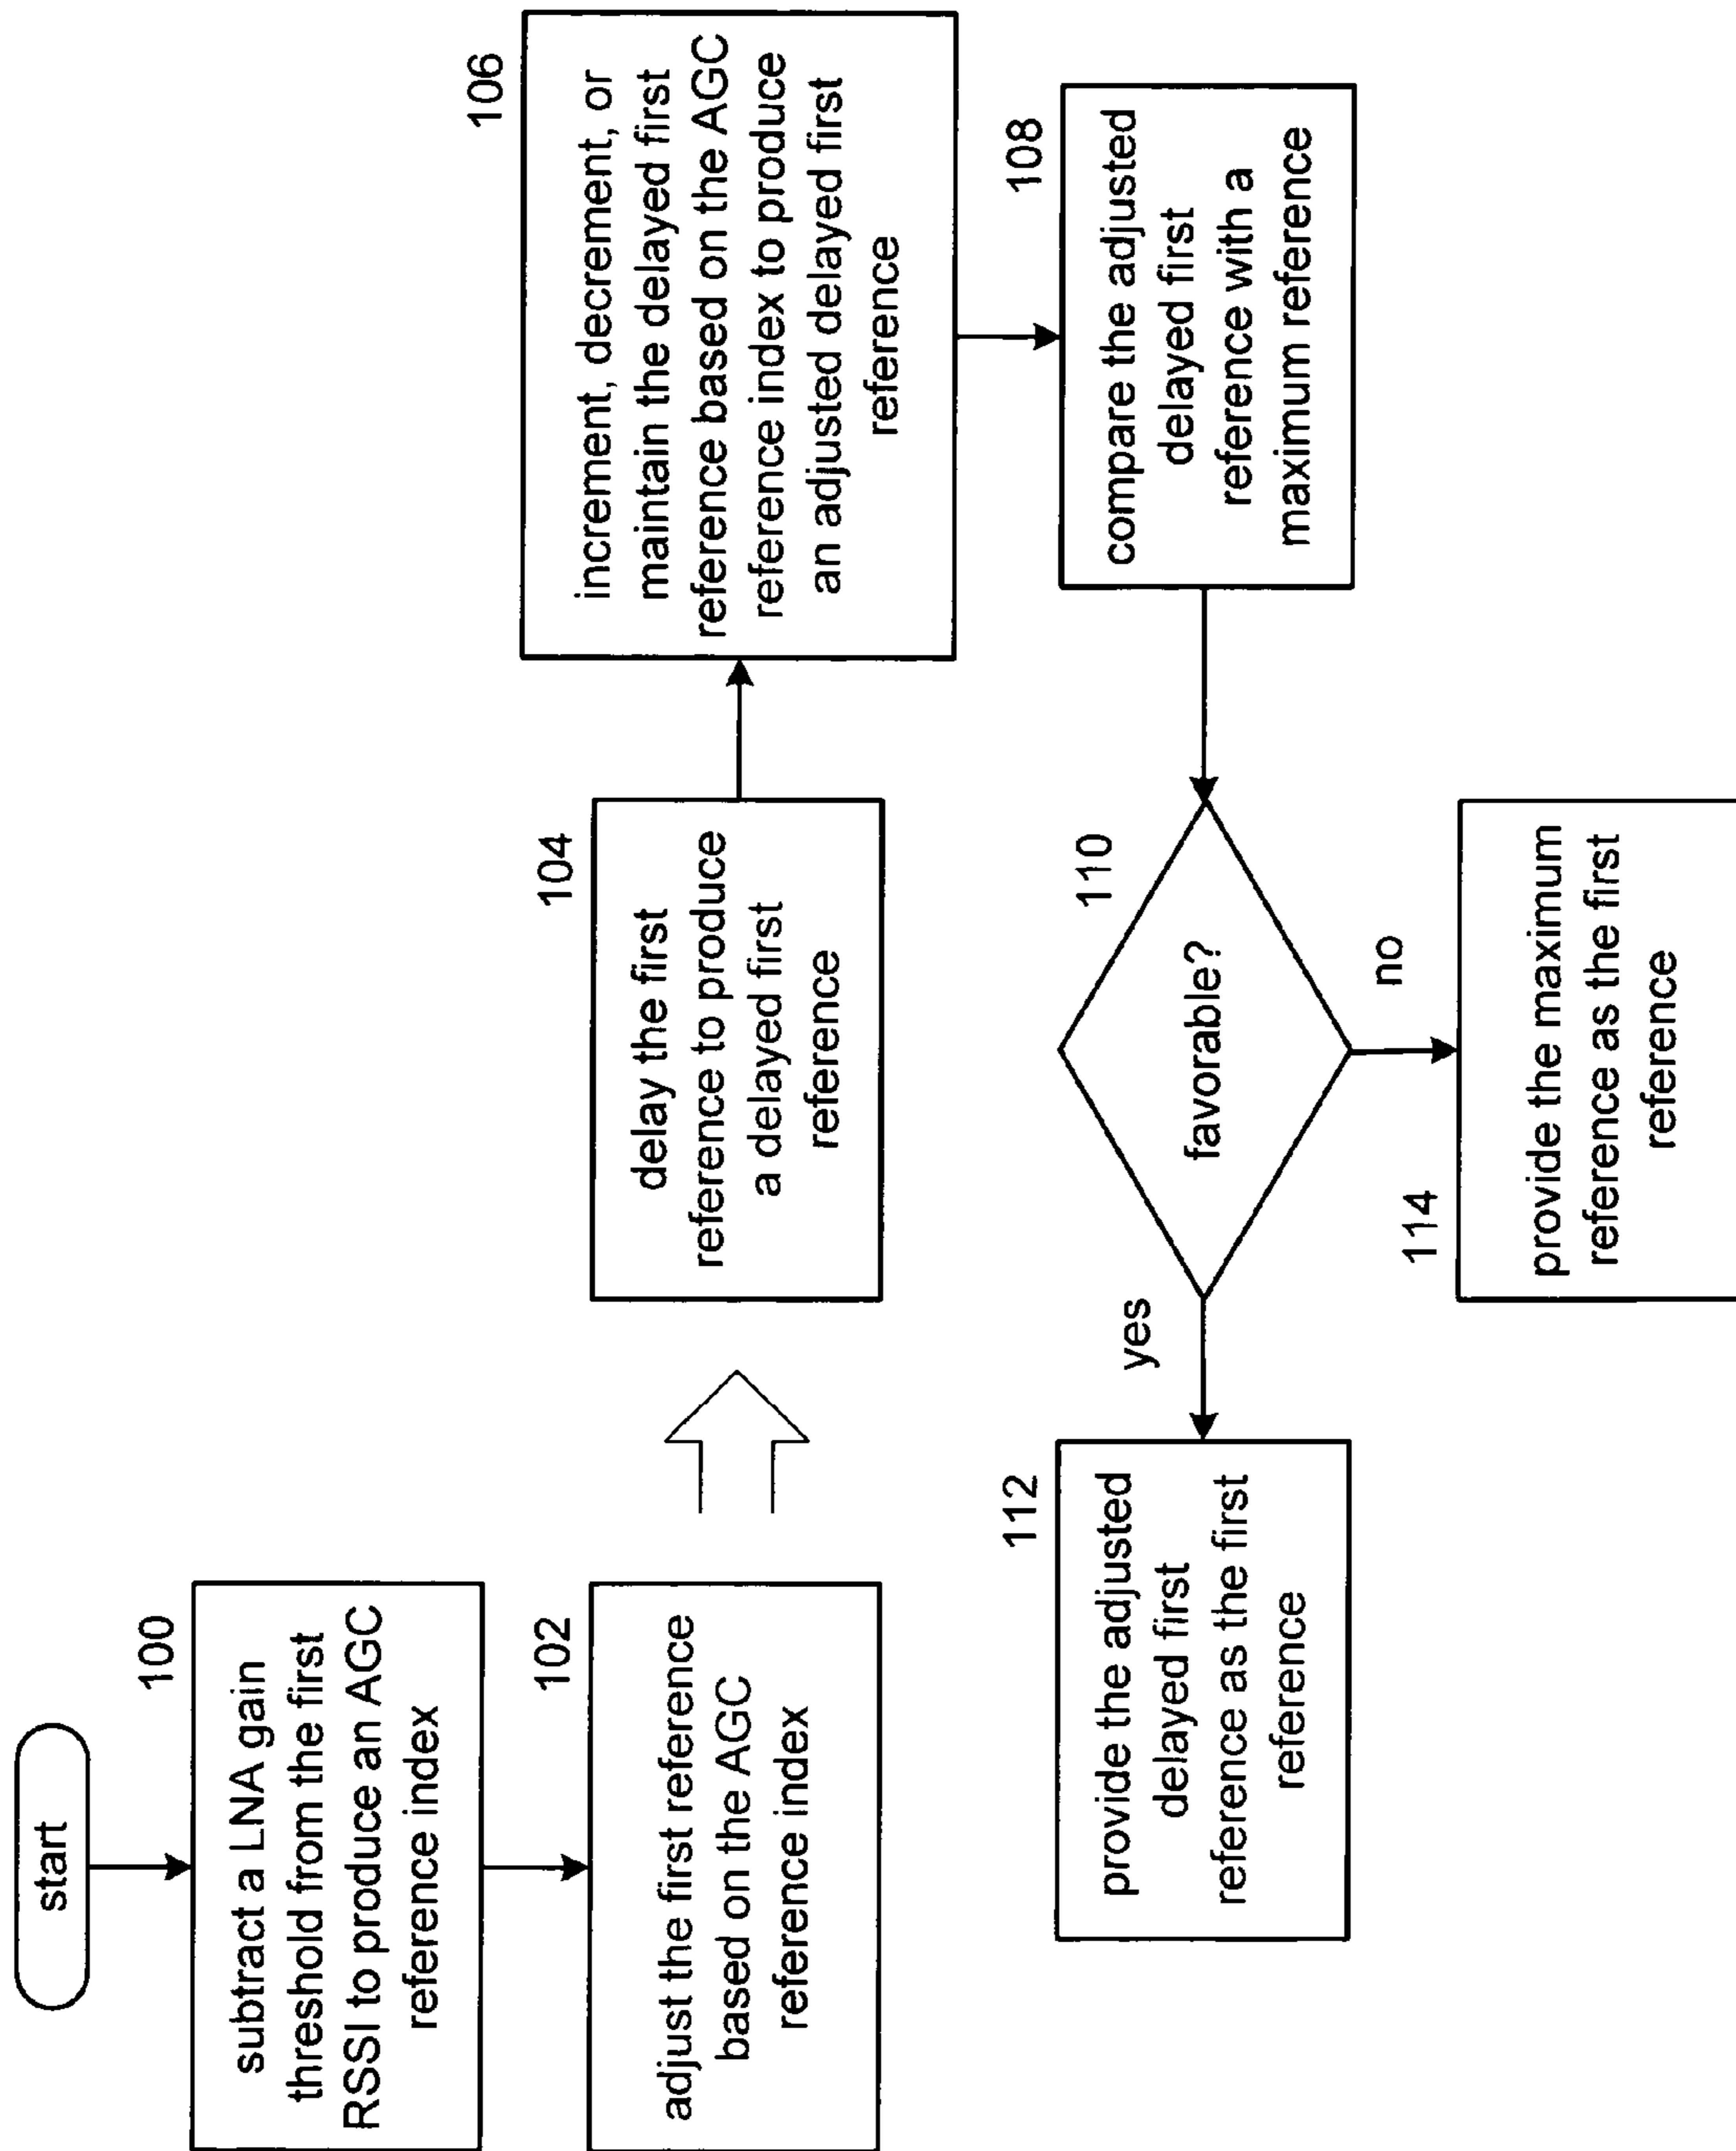 start
100
subtract a LNA gain
threshold from the first
RSSI to produce an AGC
reference index
102
adjust the first reference
based on the AGC
reference index
104
delay the first
reference to produce
a delayed first
reference
106
increment, decrement, or
maintain the delayed first
reference based on the AGC
reference index to produce
an adjusted delayed first
reference
108
compare the adjusted
delayed first
reference with a
maximum reference
110
favorable?
yes
no
112
provide the adjusted
delayed first
reference as the first
reference
114
provide the maximum
reference as the first
reference